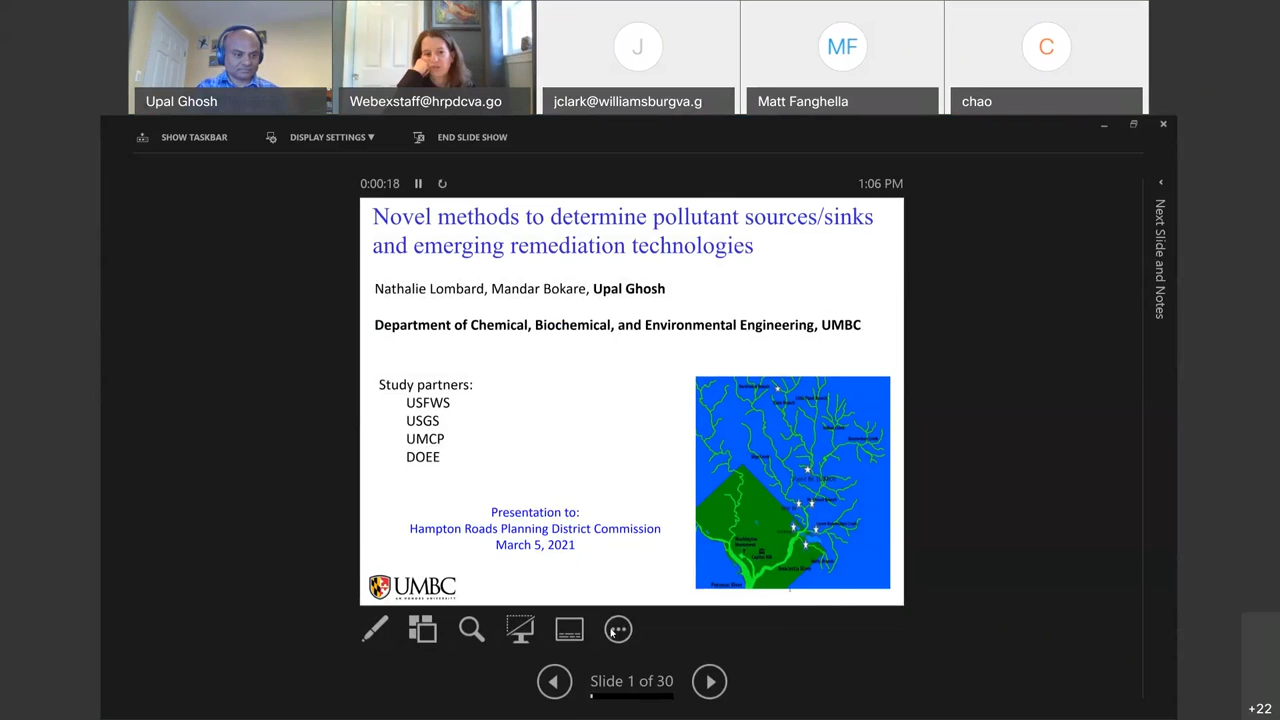 Upal Ghosh
Webexstaff@hrpdcva.go
J
jclark@williamsburgva.g
MF
Matt Fanghella
C
chao
SHOW TASKBAR
DISPLAY SETTINGS ▼
END SLIDE SHOW
0:00:18
1:06 PM
Next Slide and Notes
Novel methods to determine pollutant sources/sinks
and emerging remediation technologies
Nathalie Lombard, Mandar Bokare, Upal Ghosh
Department of Chemical, Biochemical, and Environmental Engineering, UMBC
Study partners:
USFWS
USGS
UMCP
DOEE
Presentation to:
Hampton Roads Planning District Commission
March 5, 2021
UMBC
AN HONORS UNIVERSITY
Slide 1 of 30
+22